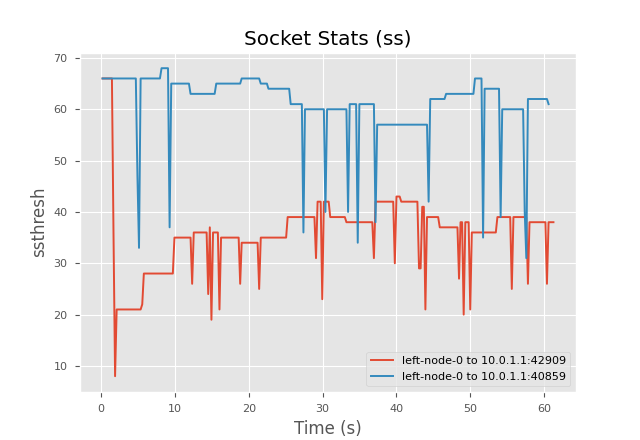 Socket Stats (ss)
70
60
50
40
30
20
10
ssthresh
0
10
20
30
40
50
60
Time (s)
left-node-0 to 10.0.1.1:42909
left-node-0 to 10.0.1.1:40859